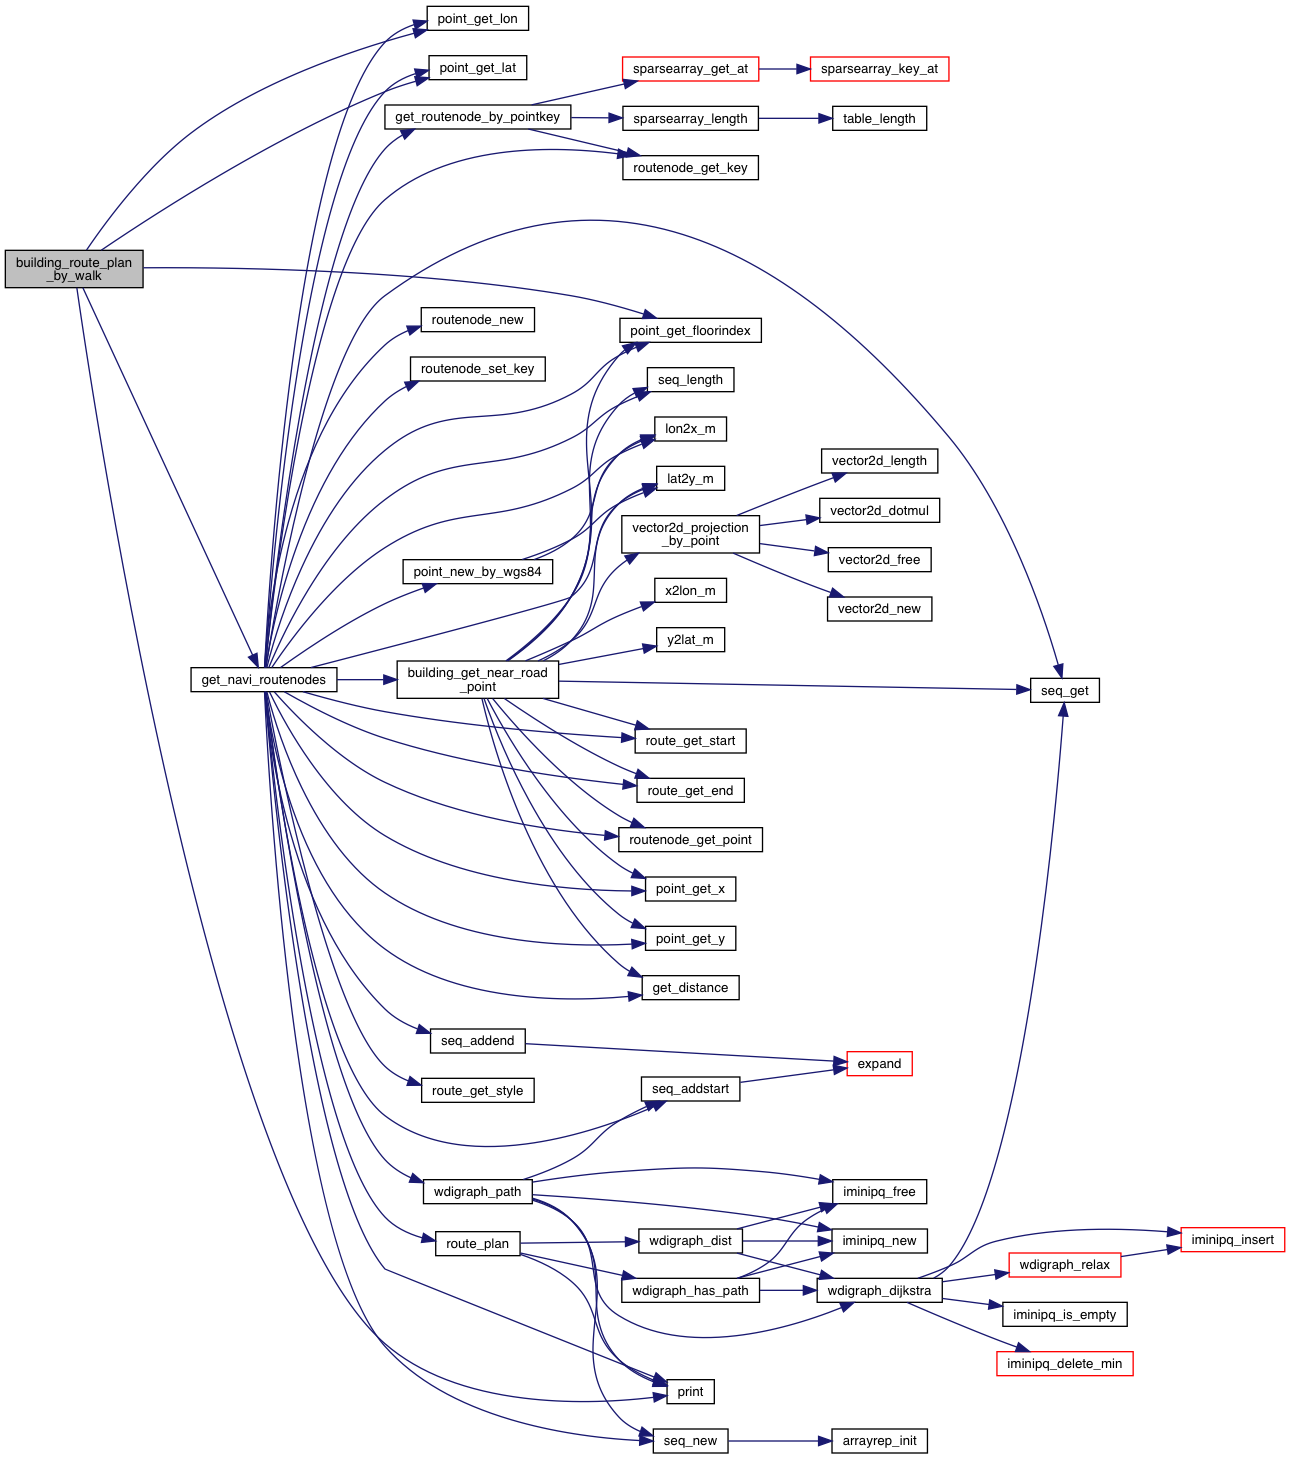 point_get_lon
point_get_lat
sparsearray_get_at
sparsearray_key_at
get_routenode_by_pointkey
sparsearray_length
table_length
routenode_get_key
building_route_plan
_by_walk
routenode_new
point_get_floorindex
routenode_set_key
seq_length
lon2x_m
vector2d_length
lat2y_m
vector2d_dotmul
vector2d_projection
_by_point
vector2d_free
point_new_by_wgs84
x2lon_m
vector2d_new
y2lat_m
get_navi_routenodes
building_get_near_road
_point
seq_get
route_get_start
route_get_end
routenode_get_point
point_get_x
point_get_y
get_distance
seq_addend
expand
route_get_style
seq_addstart
wdigraph_path
iminipq_free
route_plan
wdigraph_dist
iminipq_new
iminipq_insert
wdigraph_relax
wdigraph_has_path
wdigraph_dijkstra
iminipq_is_empty
iminipq_delete_min
print
seq_new
arrayrep_init